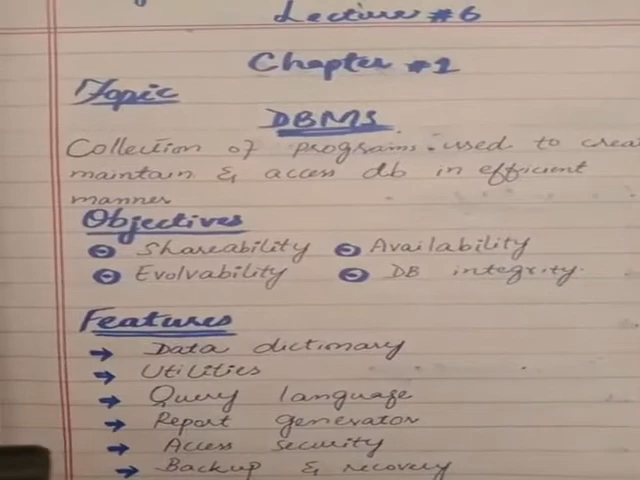 Lecture #6
Chapter #1
Topic
DBMS
Collection of programs used to crea
maintain & access db in efficient
manner
Objectives
Shareability Availability
Evolvability DB integrity.
Features
→ Data dictionary
→ Utilities
→ Query language
→ Report generator
→ Access security
→ Backup & recovery